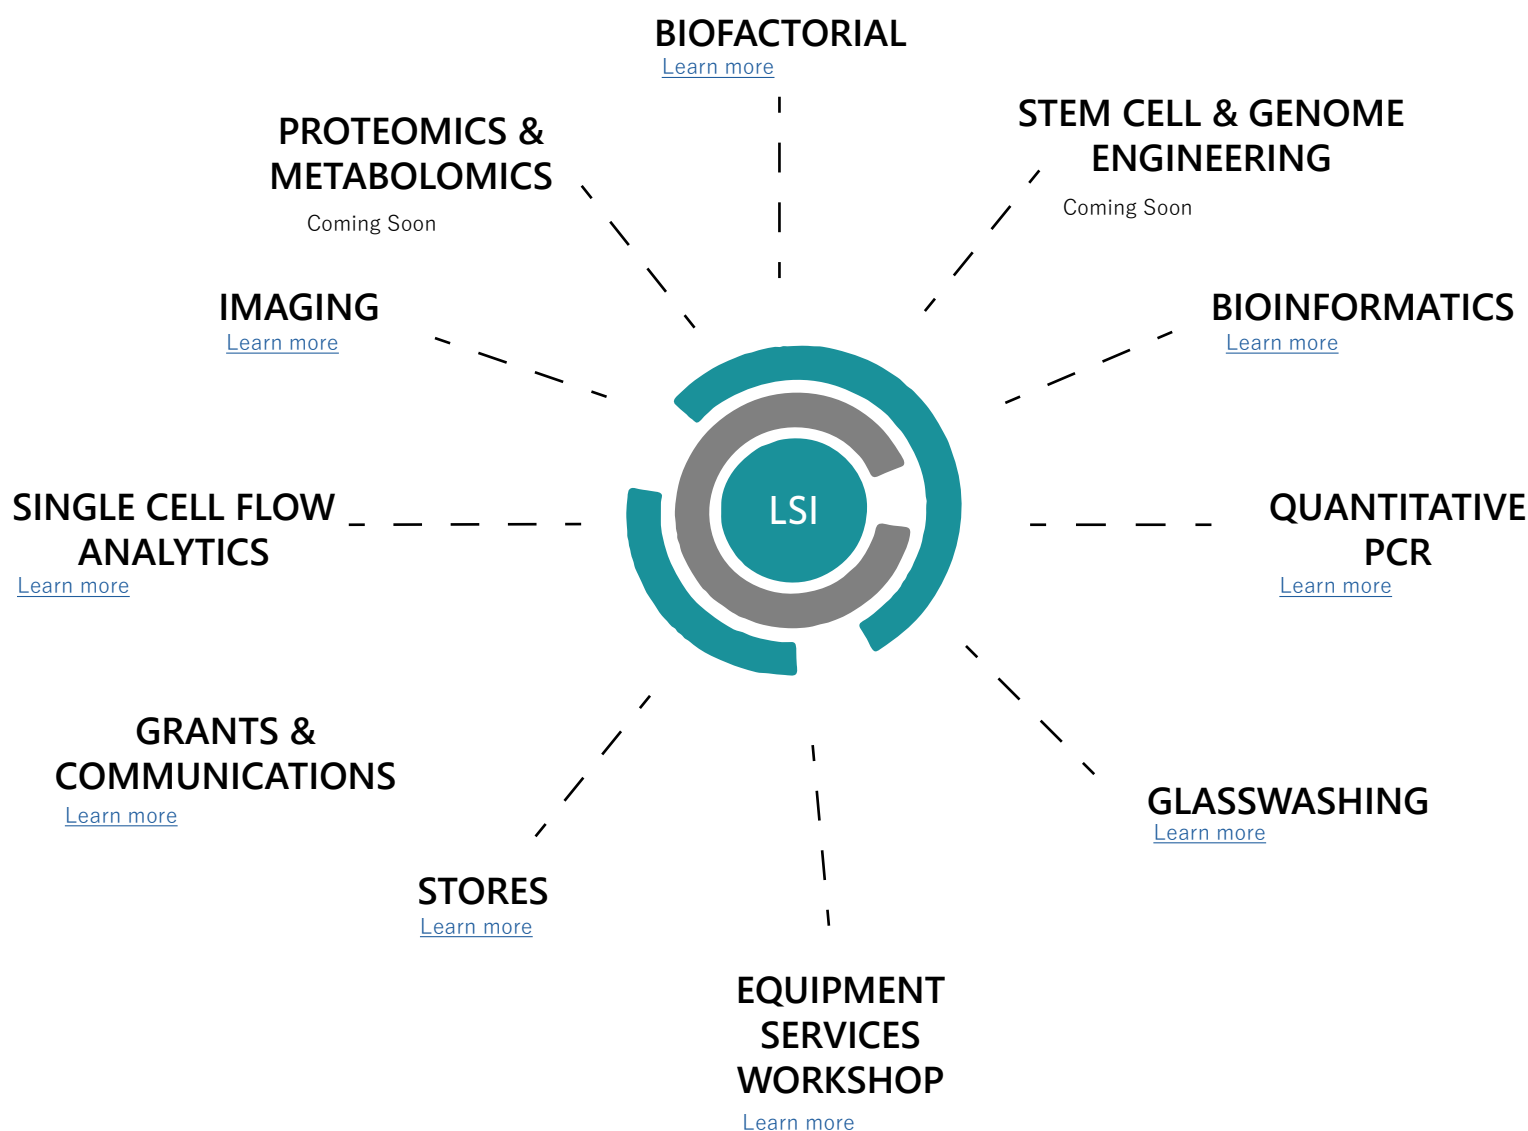 BIOFACTORIAL
Learn more
STEM CELL & GENOME
ENGINEERING
Coming Soon
PROTEOMICS &
METABOLOMICS
Coming Soon
IMAGING
Learn more
BIOINFORMATICS
Learn more
LSI
SINGLE CELL FLOW
ANALYTICS
Learn more
QUANTITATIVE
PCR
Learn more
GRANTS &
COMMUNICATIONS
Learn more
GLASSWASHING
Learn more
STORES
Learn more
EQUIPMENT
SERVICES
WORKSHOP
Learn more